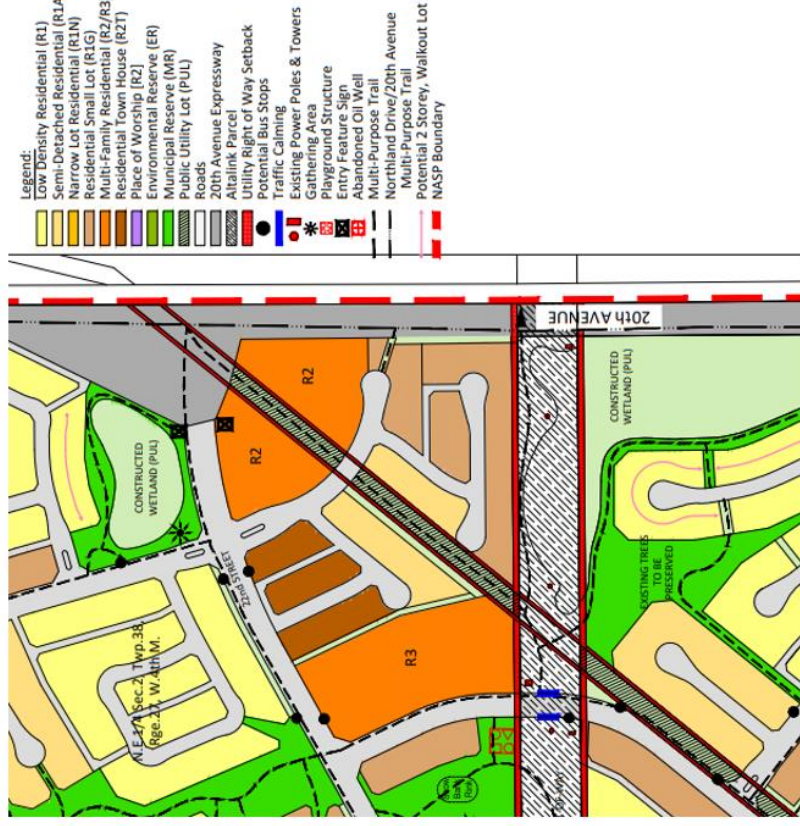 Legend:
Low Density Residential (R1)
Semi-Detached Residential (R1A
Narrow Lot Residential (R1N)
Residential Small Lot (R1G)
Multi-Family Residential (R2/R3
Residential Town House (R2T)
Place of Worship [R2]
Environmental Reserve (ER)
Municipal Reserve (MR)
Public Utility Lot (PUL)
Roads
20th Avenue Expressway
Altalink Parcel
Utility Right of Way Setback
Potential Bus Stops
Traffic Calming
Existing Power Poles & Towers
Gathering Area
Playground Structure
Entry Feature Sign
Abandoned Oil Well
Multi-Purpose Trail
Northland Drive/20th Avenue
Multi-Purpose Trail
Potential 2 Storey, Walkout Lot
NASP Boundary
20th AVENUE
CONSTRUCTED
WETLAND (PUL)
R2
R2
CONSTRUCTED
WETLAND (PUL)
22nd STREET
EXISTING TREES
TO BE
PRESERVED
R3
N.E.1/4 Sec.2, Twp.38,
Rge.27, W.4th M.